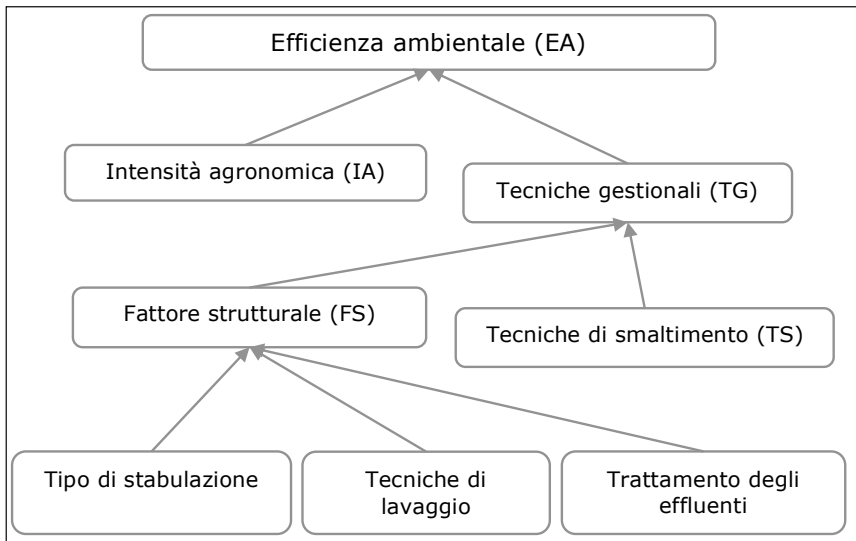 Efficienza ambientale (EA)
Intensità agronomica (IA)
Tecniche gestionali (TG)
Fattore strutturale (FS)
Tecniche di smaltimento (TS)
Tipo di stabulazione
Tecniche di
lavaggio
Trattamento degli
effluenti